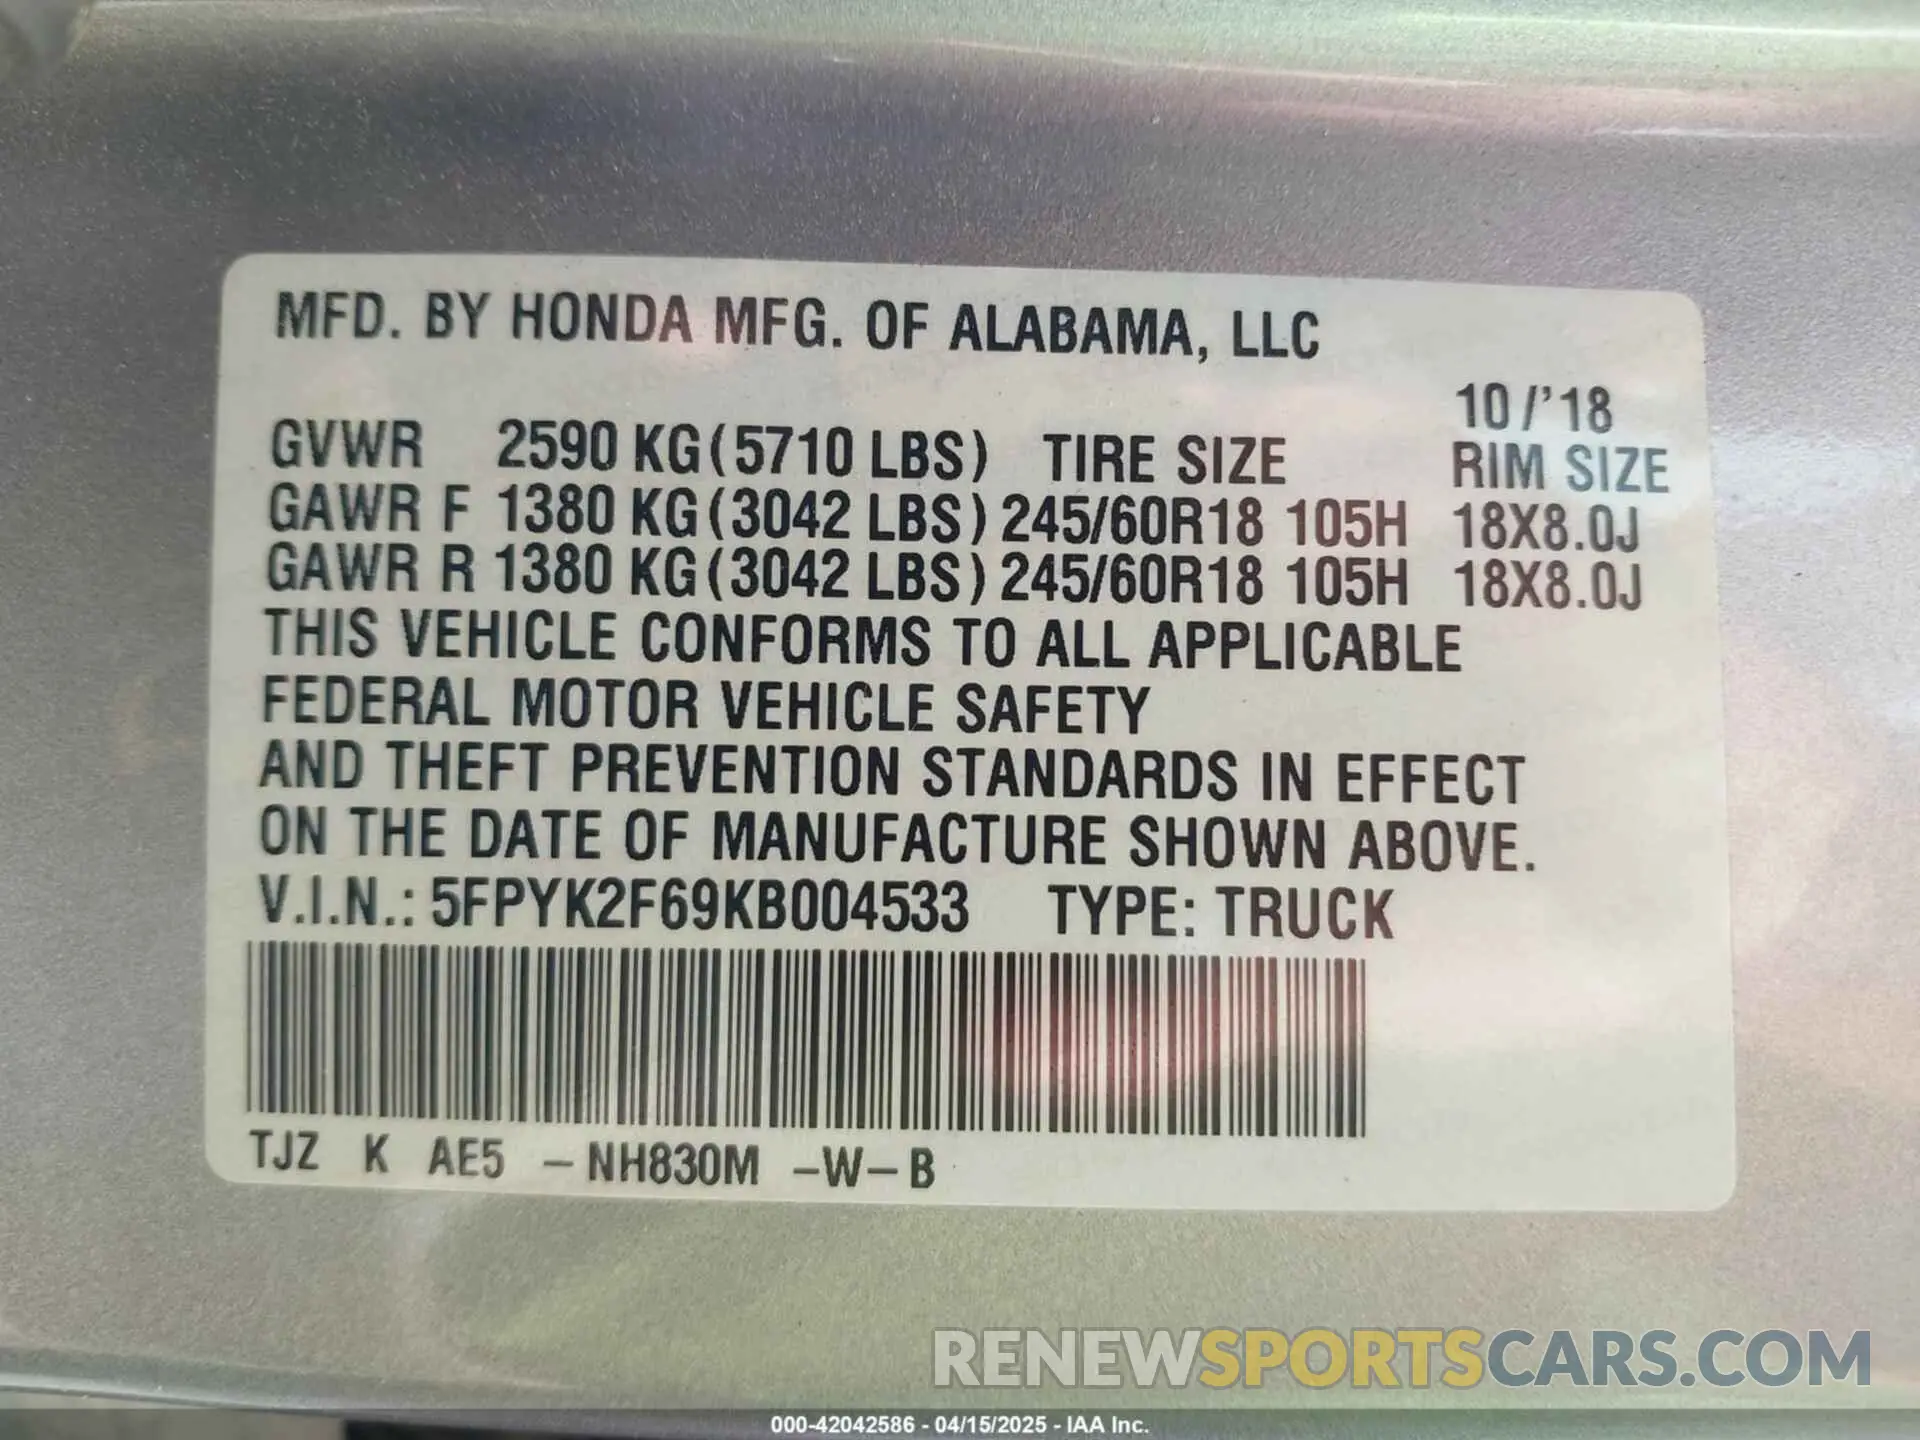 MFD. BY HONDA MFG. OF ALABAMA, LLC
10/'18
GVWR 2590 KG(5710 LBS) TIRE SIZE RIM SIZE
GAWR F 1380 KG(3042 LBS) 245/60R18 105H 18X8.0J
GAWR R 1380 KG(3042 LBS) 245/60R18 105H 18X8.0J
THIS VEHICLE CONFORMS TO ALL APPLICABLE
FEDERAL MOTOR VEHICLE SAFETY
AND THEFT PREVENTION STANDARDS IN EFFECT
ON THE DATE OF MANUFACTURE SHOWN ABOVE.
V.I.N.: 5FPYK2F69KB004533 TYPE: TRUCK
TJZ K AE5 -NH830M -W-B
RENEWSPORTSCARS.COM
000-42042586 - 04/15/2025 - IAA Inc.